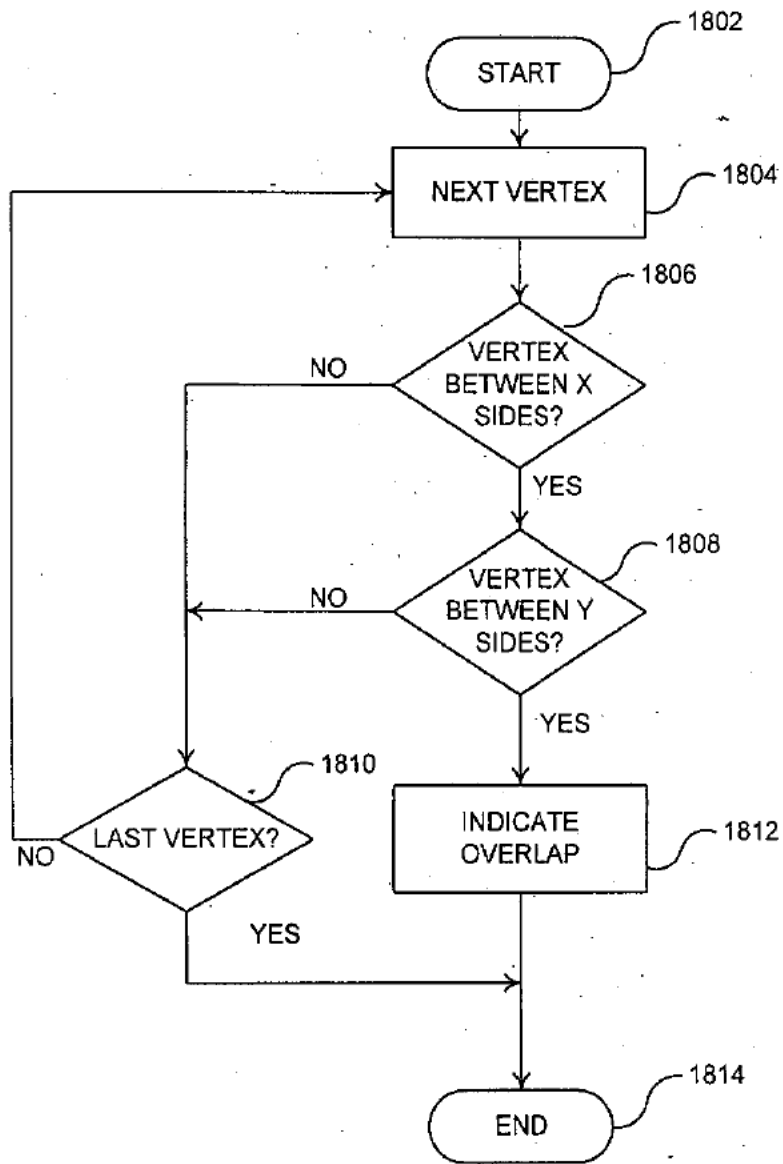 1802
START
NEXT VERTEX
1804
1806
VERTEX
BETWEEN X
SIDES?
NO
YES
1808
VERTEX
BETWEEN Y
SIDES?
NO
YES
1810
LAST VERTEX?
NO
YES
INDICATE
OVERLAP
1812
1814
END